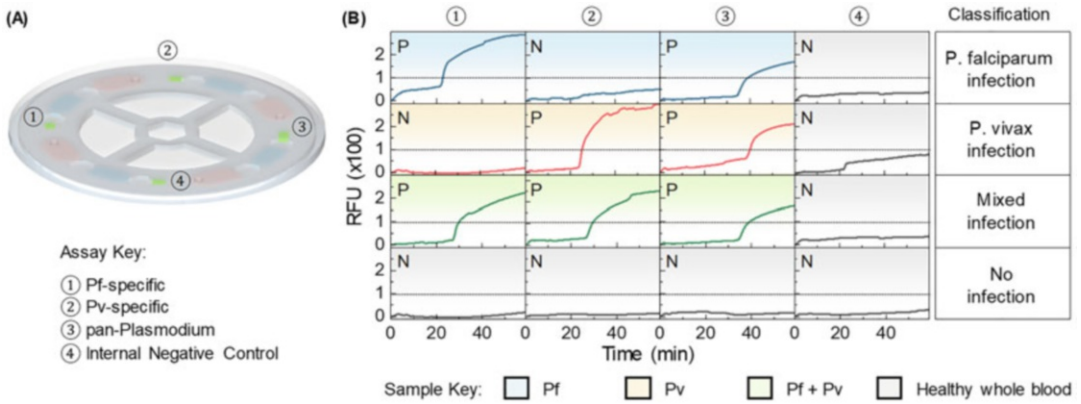 (A)
②
①
③
④
Assay Key:
① Pf-specific
② Pv-specific
③ pan-Plasmodium
④ Internal Negative Control
(B)
① ② ③ ④ Classification
P N P N
2
1
0
P. falciparum
infection
N P P N
2
1
0
P. vivax
infection
P P P N
2
1
0
Mixed
infection
N N N N
2
1
0
No
infection
RFU (x100)
0 20 40 0 20 40 0 20 40 0 20 40
Time (min)
Sample Key: Pf Pv Pf + Pv Healthy whole blood